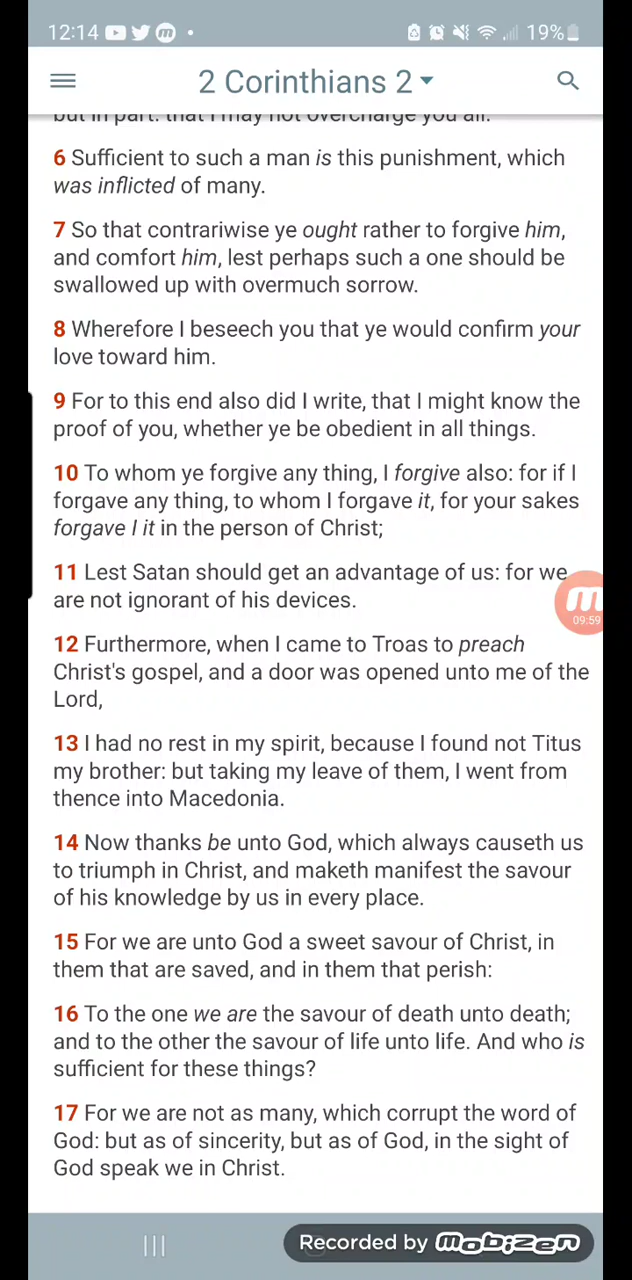 12:14 19%
2 Corinthians 2
but in part: that I may not overcharge you all.
6 Sufficient to such a man is this punishment, which
was inflicted of many.
7 So that contrariwise ye ought rather to forgive him,
and comfort him, lest perhaps such a one should be
swallowed up with overmuch sorrow.
8 Wherefore I beseech you that ye would confirm your
love toward him.
9 For to this end also did I write, that I might know the
proof of you, whether ye be obedient in all things.
10 To whom ye forgive any thing, I forgive also: for if I
forgave any thing, to whom I forgave it, for your sakes
forgave I it in the person of Christ;
11 Lest Satan should get an advantage of us: for we
are not ignorant of his devices.
m
09:59
12 Furthermore, when I came to Troas to preach
Christ's gospel, and a door was opened unto me of the
Lord,
13 I had no rest in my spirit, because I found not Titus
my brother: but taking my leave of them, I went from
thence into Macedonia.
14 Now thanks be unto God, which always causeth us
to triumph in Christ, and maketh manifest the savour
of his knowledge by us in every place.
15 For we are unto God a sweet savour of Christ, in
them that are saved, and in them that perish:
16 To the one we are the savour of death unto death;
and to the other the savour of life unto life. And who is
sufficient for these things?
17 For we are not as many, which corrupt the word of
God: but as of sincerity, but as of God, in the sight of
God speak we in Christ.
Recorded by mobizen